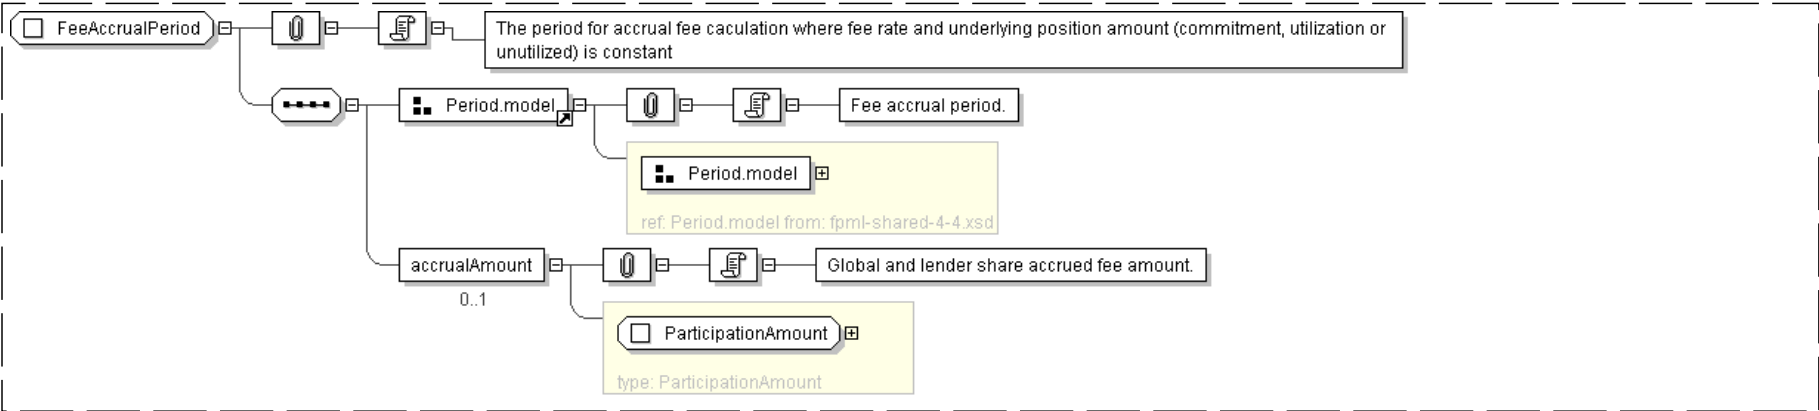 FeeAccrualPeriod
The period for accrual fee caculation where fee rate and underlying position amount (commitment, utilization or
unutilized) is constant
Period.model
Fee accrual period.
Period.model
ref: Period.model from: fpml-shared-4-4.xsd
accrualAmount
Global and lender share accrued fee amount.
0..1
ParticipationAmount
type: ParticipationAmount